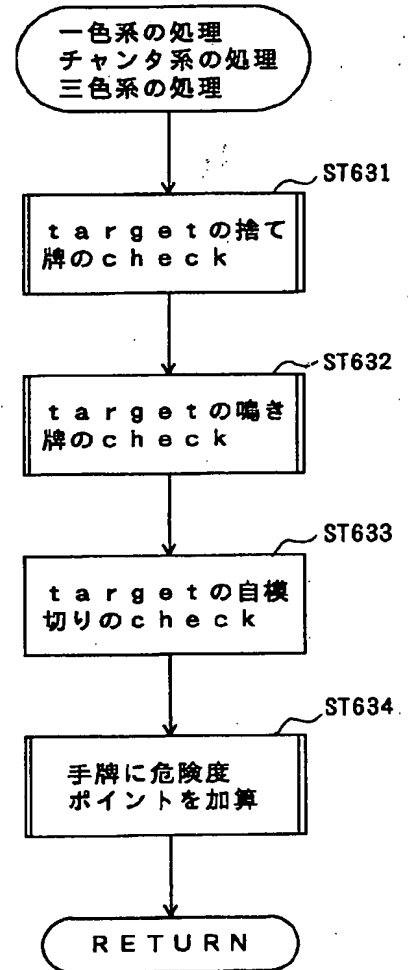 一色系の処理
チャンタ系の処理
三色系の処理
ST631
targetの捨て
牌のcheck
ST632
targetの鳴き
牌のcheck
ST633
targetの自模
切りのcheck
ST634
手牌に危険度
ポイントを加算
RETURN